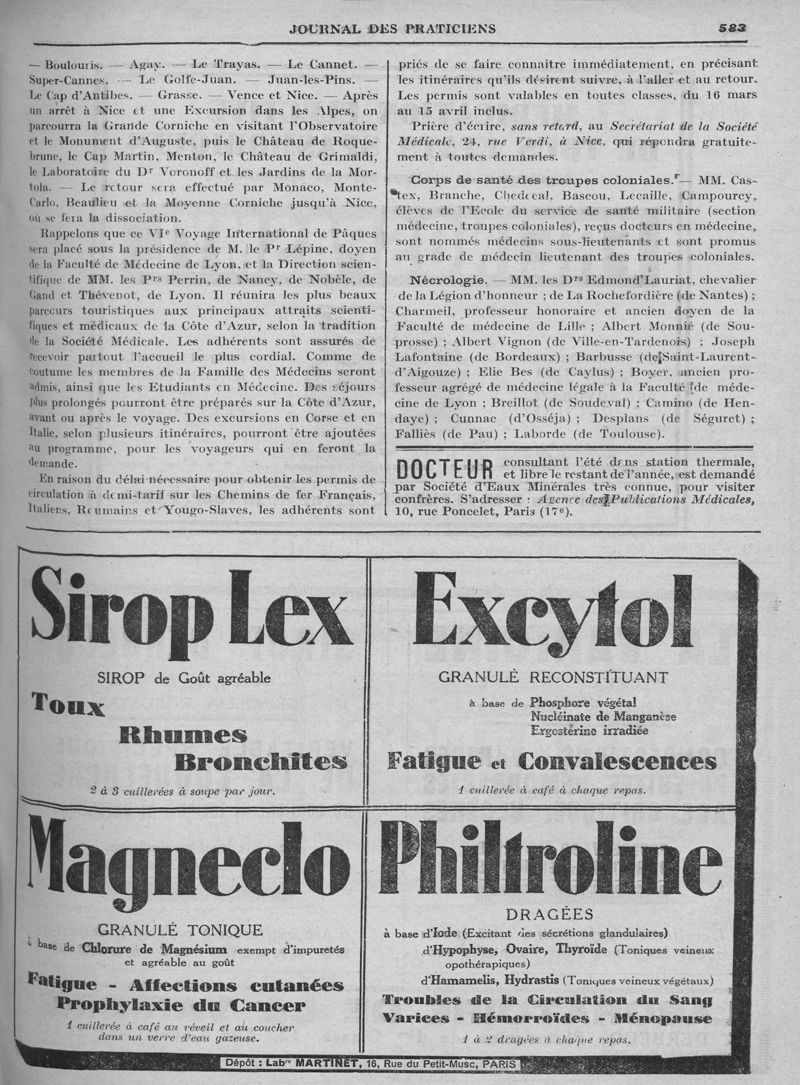 JOURNAL DES PRATICIENS 583
— Boulouris. — Agay. — Le Trayas. — Le Cannet. —
Super-Cannes. — Le Golfe-Juan. — Juan-les-Pins. —
Le Cap d'Antibes. — Grasse. — Vence et Nice. — Après
un arrêt à Nice et une Excursion dans les Alpes, on
parcourra la Grande Corniche en visitant l'Observatoire
et le Monument d'Auguste, puis le Château de Roque-
brune, le Cap Martin, Menton, le Château de Grimaldi,
le Laboratoire du Dr Voronoff et les Jardins de la Mor-
tola. — Le retour sera effectué par Monaco, Monte-
Carlo, Beaulieu et la Moyenne Corniche jusqu'à Nice,
où se fera la dissociation.
Rappelons que ce VIe Voyage International de Pâques
sera placé sous la présidence de M. le Pr Lépine, doyen
de la Faculté de Médecine de Lyon, et la Direction scien-
tifique de MM. les Prs Perrin, de Nancy, de Nobèle, de
Gand et Thévenot, de Lyon. Il réunira les plus beaux
parcours touristiques aux principaux attraits scienti-
fiques et médicaux de la Côte d'Azur, selon la tradition
de la Société Médicale. Les adhérents sont assurés de
recevoir partout l'accueil le plus cordial. Comme de
coutume les membres de la Famille des Médecins seront
admis, ainsi que les Etudiants en Médecine. Des séjours
plus prolongés pourront être préparés sur la Côte d'Azur,
avant ou après le voyage. Des excursions en Corse et en
Italie, selon plusieurs itinéraires, pourront être ajoutées
au programme, pour les voyageurs qui en feront la
demande.
En raison du délai nécessaire pour obtenir les permis de
circulation à demi-tarif sur les Chemins de fer Français,
Italiens, Roumains et Yougo-Slaves, les adhérents sont
priés de se faire connaître immédiatement, en précisant
les itinéraires qu'ils désirent suivre, à l'aller et au retour.
Les permis sont valables en toutes classes, du 16 mars
au 15 avril inclus.
Prière d'écrire, sans retard, au Secrétariat de la Société
Médicale, 24, rue Verdi, à Nice, qui répondra gratuite-
ment à toutes demandes.
Corps de santé des troupes coloniales. — MM. Cas-
tex, Branche, Chedecal, Bascou, Lecaille, Campourcy,
élèves de l'Ecole du service de santé militaire (section
médecine, troupes coloniales), reçus docteurs en médecine,
sont nommés médecins sous-lieutenants et sont promus
au grade de médecin lieutenant des troupes coloniales.
Nécrologie. — MM. les Drs Edmond Lauriat, chevalier
de la Légion d'honneur ; de La Rochefordière (de Nantes) ;
Charmeil, professeur honoraire et ancien doyen de la
Faculté de médecine de Lille ; Albert Monnié (de Sou-
prosse) ; Albert Vignon (de Ville-en-Tardenois) ; Joseph
Lafontaine (de Bordeaux) ; Barbusse (de Saint-Laurent-
d'Aigouze) ; Elie Bes (de Caylus) ; Boyer, ancien pro-
fesseur agrégé de médecine légale à la Faculté de méde-
cine de Lyon ; Breillot (de Soudeval) ; Camino (de Hen-
daye) ; Cunnac (d'Osséja) ; Desplans (de Séguret) ;
Falliès (de Pau) ; Laborde (de Toulouse).
DOCTEUR consultant l'été dans station thermale,
et libre le restant de l'année, est demandé
par Société d'Eaux Minérales très connue, pour visiter
confrères. S'adresser : Agence des Publications Médicales,
10, rue Poncelet, Paris (17e).
Sirop Lex
SIROP de Goût agréable
Toux
Rhumes
Bronchites
2 à 3 cuillerées à soupe par jour.
Excytol
GRANULÉ RECONSTITUANT
à base de Phosphore végétal
Nucléinate de Manganèse
Ergostérine irradiée
Fatigue et Convalescences
1 cuillerée à café à chaque repas.
Magneclo
GRANULÉ TONIQUE
à base de Chlorure de Magnésium exempt d'impuretés
et agréable au goût
Fatigue - Affections cutanées
Prophylaxie du Cancer
1 cuillerée à café au réveil et au coucher
dans un verre d'eau gazeuse.
Philtroline
DRAGÉES
à base d'Iode (Excitant des sécrétions glandulaires)
d'Hypophyse, Ovaire, Thyroïde (Toniques veineux
opothérapiques)
d'Hamamelis, Hydrastis (Toniques veineux végétaux)
Troubles de la Circulation du Sang
Varices - Hémorroïdes - Ménopause
1 à 2 dragées à chaque repas.
Dépôt : Labre MARTINET, 16, Rue du Petit-Musc, PARIS